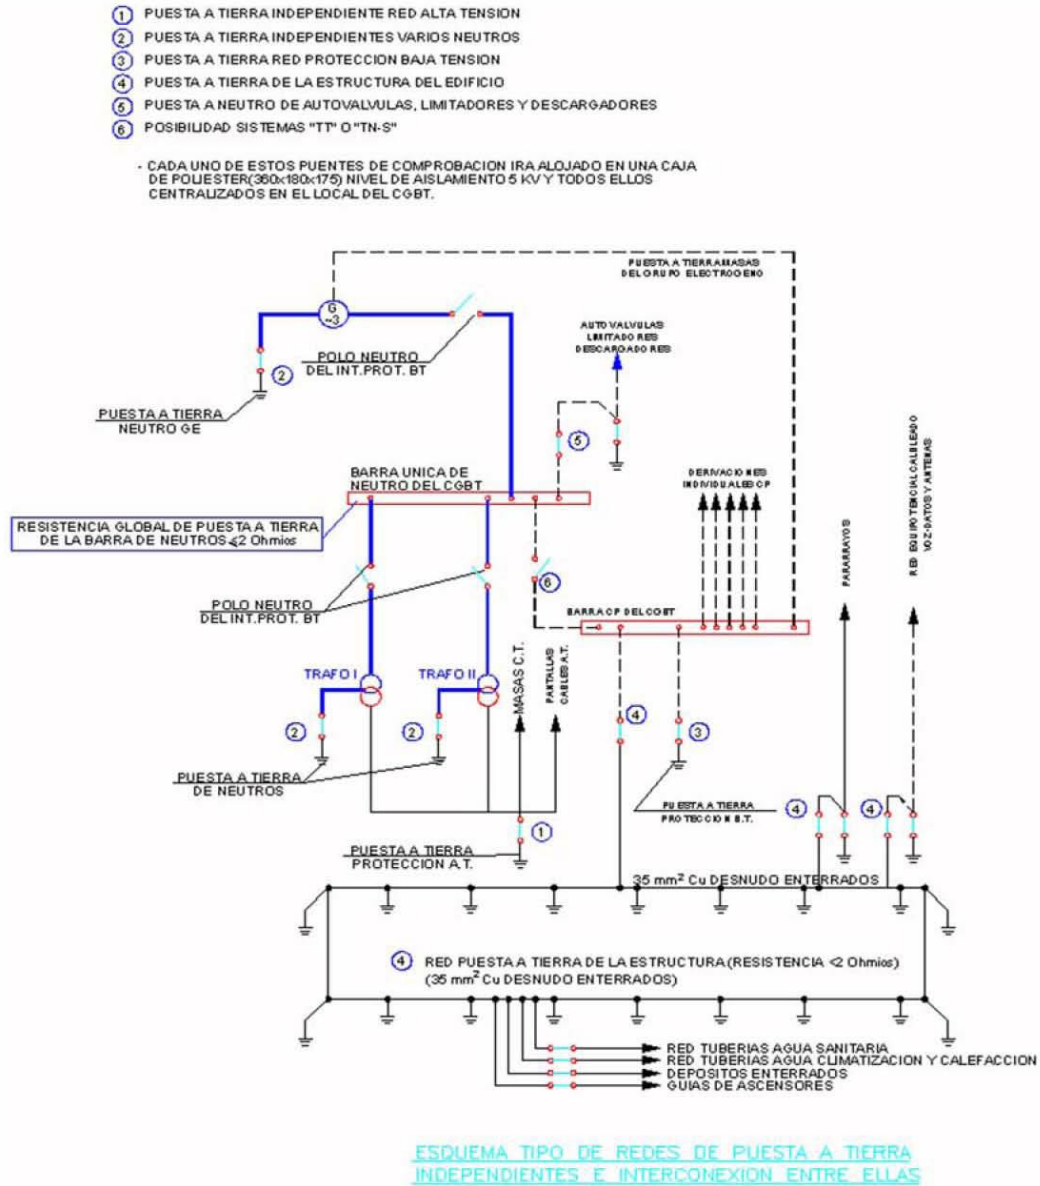 1 PUESTA A TIERRA INDEPENDIENTE RED ALTA TENSION
2 PUESTA A TIERRA INDEPENDIENTES VARIOS NEUTROS
3 PUESTA A TIERRA RED PROTECCION BAJA TENSION
4 PUESTA A TIERRA DE LA ESTRUCTURA DEL EDIFICIO
5 PUESTA A NEUTRO DE AUTOVALVULAS, LIMITADORES Y DESCARGADORES
6 POSIBILIDAD SISTEMAS "TT" O "TN-S"
- CADA UNO DE ESTOS PUENTES DE COMPROBACION IRA ALOJADO EN UNA CAJA
DE POLIESTER(360x180x175) NIVEL DE AISLAMIENTO 5 KV Y TODOS ELLOS
CENTRALIZADOS EN EL LOCAL DEL CGBT.
PUESTA A TIERRA MASAS
DEL GRUPO ELECTROGENO
G
~3
POLO NEUTRO
DEL INT.PROT. BT
2
PUESTA A TIERRA
NEUTRO GE
AUTOVALVULAS
LIMITADORES
DESCARGADORES
5
BARRA UNICA DE
NEUTRO DEL CGBT
RESISTENCIA GLOBAL DE PUESTA A TIERRA
DE LA BARRA DE NEUTROS ≤2 Ohmios
DERIVACIONES
INDIVIDUALES CP
PARARRAYOS
RED EQUIPOTENCIAL CABLEADO
VOZ-DATOS Y ANTENAS
6
POLO NEUTRO
DEL INT.PROT. BT
BARRA CP DEL CGBT
TRAFO I
TRAFO II
MASAS C.T.
PANTALLAS
CABLES A.T.
2
2
4
3
PUESTA A TIERRA
DE NEUTROS
PUESTA A TIERRA
PROTECCION B.T.
4
4
1
PUESTA A TIERRA
PROTECCION A.T.
35 mm² Cu DESNUDO ENTERRADOS
4 RED PUESTA A TIERRA DE LA ESTRUCTURA (RESISTENCIA <2 Ohmios)
(35 mm² Cu DESNUDO ENTERRADOS)
RED TUBERIAS AGUA SANITARIA
RED TUBERIAS AGUA CLIMATIZACION Y CALEFACCION
DEPOSITOS ENTERRADOS
GUIAS DE ASCENSORES
ESQUEMA TIPO DE REDES DE PUESTA A TIERRA
INDEPENDIENTES E INTERCONEXION ENTRE ELLAS